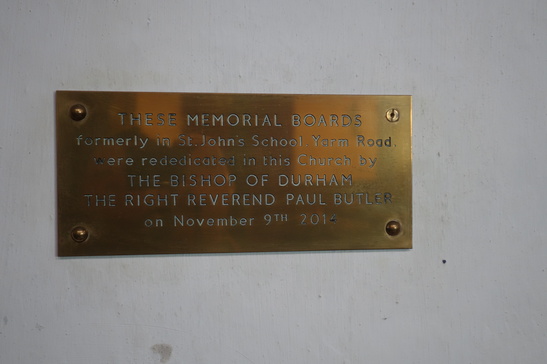 THESE MEMORIAL BOARDS
formerly in St. John's School, Yarm Road,
were rededicated in this Church by
THE BISHOP OF DURHAM
THE RIGHT REVEREND PAUL BUTLER
on November 9TH 2014